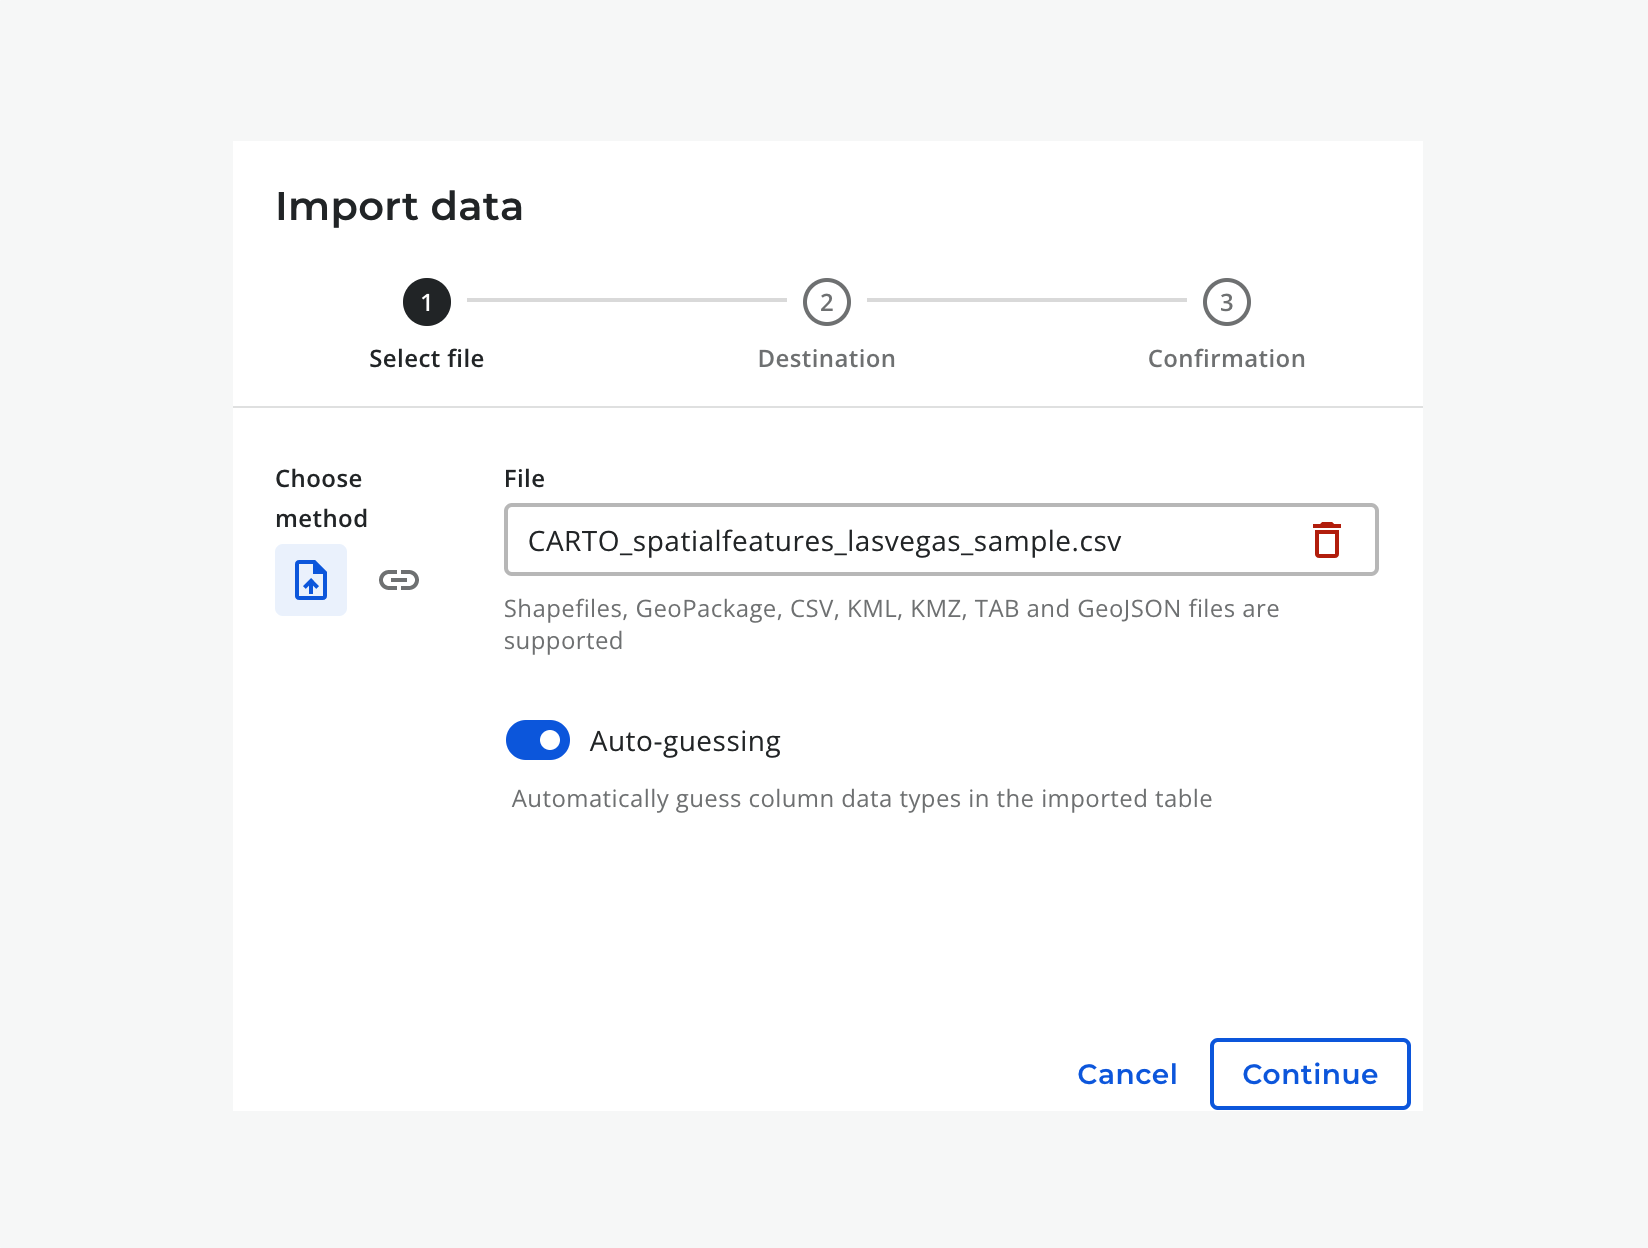 Import data
1
2
3
Select file
Destination
Confirmation
Choose
method
File
CARTO_spatialfeatures_lasvegas_sample.csv
Shapefiles, GeoPackage, CSV, KML, KMZ, TAB and GeoJSON files are
supported
Auto-guessing
Automatically guess column data types in the imported table
Cancel
Continue